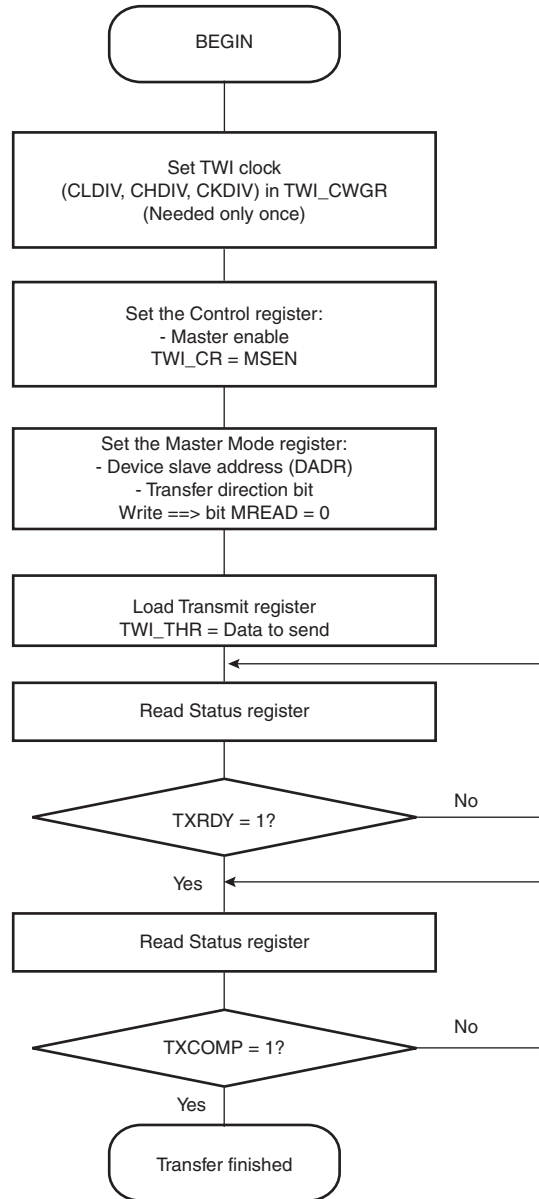 BEGIN
Set TWI clock
(CLDIV, CHDIV, CKDIV) in TWI_CWGR
(Needed only once)
Set the Control register:
- Master enable
TWI_CR = MSEN
Set the Master Mode register:
- Device slave address (DADR)
- Transfer direction bit
Write ==> bit MREAD = 0
Load Transmit register
TWI_THR = Data to send
Read Status register
TXRDY = 1?
No
Yes
Read Status register
TXCOMP = 1?
No
Yes
Transfer finished